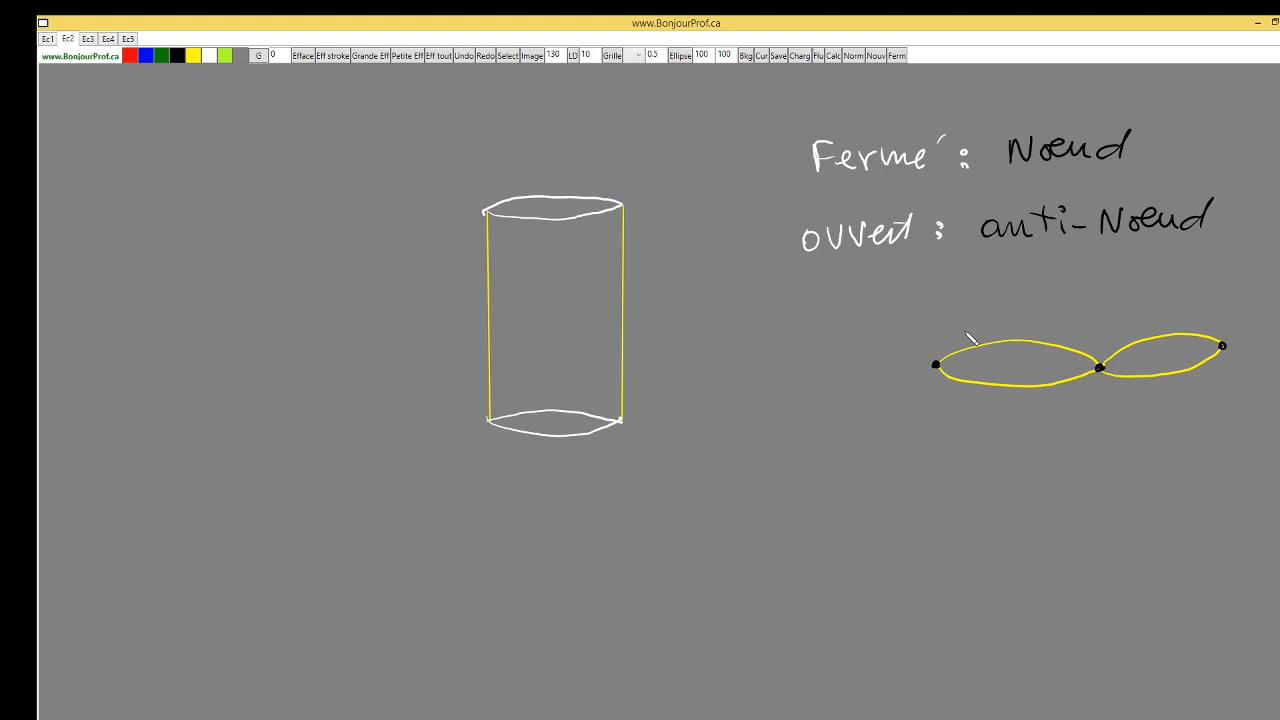 www.BonjourProf.ca
Ec1 Ec2 Ec3 Ec4 Ec5
www.BonjourProf.ca G 0 Efface Eff stroke Grande Eff Petite Eff Eff tout Undo Redo Select Image 130 LD 10 Grille 0.5 Ellipse 100 100 Bkg Cur Save Charg Flu Calc Norm Nouv Ferm
Fermé : Nœud
ouvert : anti-Nœud